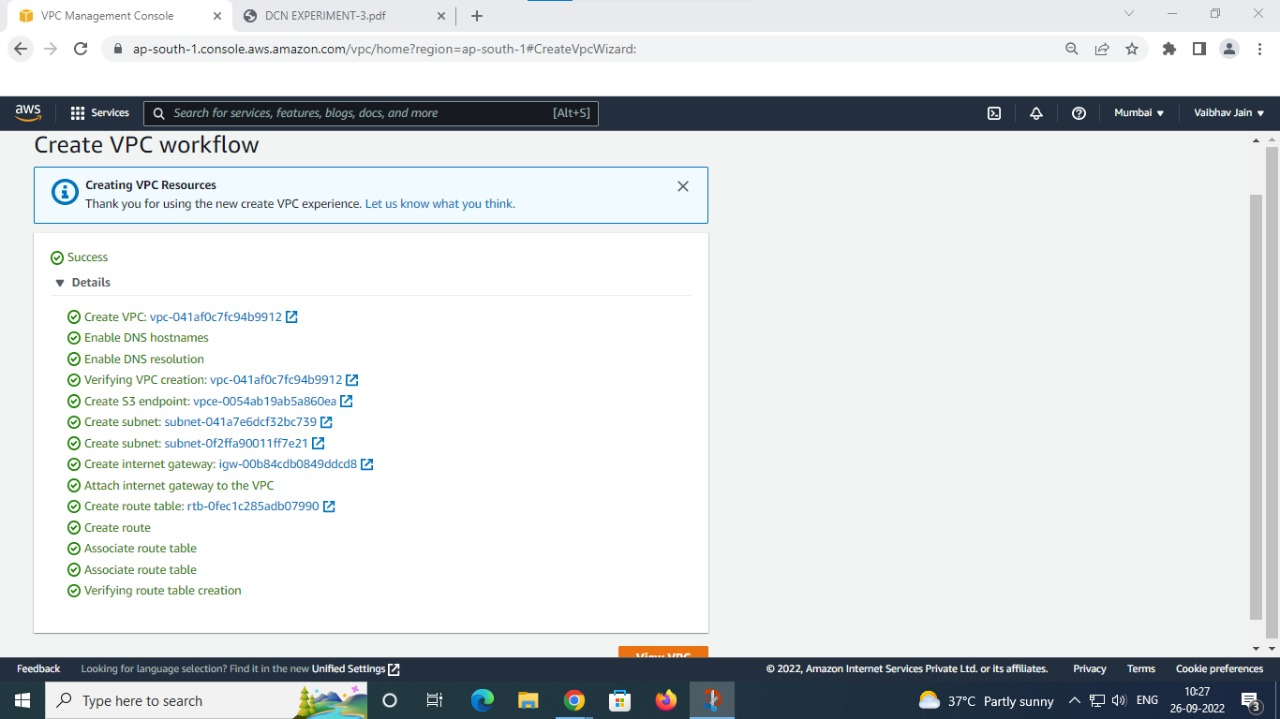 VPC Management Console
DCN EXPERIMENT-3.pdf
ap-south-1.console.aws.amazon.com/vpc/home?region=ap-south-1#CreateVpcWizard:
aws
Services
Search for services, features, blogs, docs, and more
[Alt+S]
Mumbai
Vaibhav Jain
Create VPC workflow
Creating VPC Resources
Thank you for using the new create VPC experience. Let us know what you think.
Success
Details
Create VPC: vpc-041af0c7fc94b9912
Enable DNS hostnames
Enable DNS resolution
Verifying VPC creation: vpc-041af0c7fc94b9912
Create S3 endpoint: vpce-0054ab19ab5a860ea
Create subnet: subnet-041a7e6dcf32bc739
Create subnet: subnet-0f2ffa90011ff7e21
Create internet gateway: igw-00b84cdb0849ddcd8
Attach internet gateway to the VPC
Create route table: rtb-0fec1c285adb07990
Create route
Associate route table
Associate route table
Verifying route table creation
View VPC
Feedback
Looking for language selection? Find it in the new Unified Settings
© 2022, Amazon Internet Services Private Ltd. or its affiliates.
Privacy
Terms
Cookie preferences
Type here to search
37°C Partly sunny
ENG
10:27
26-09-2022
3